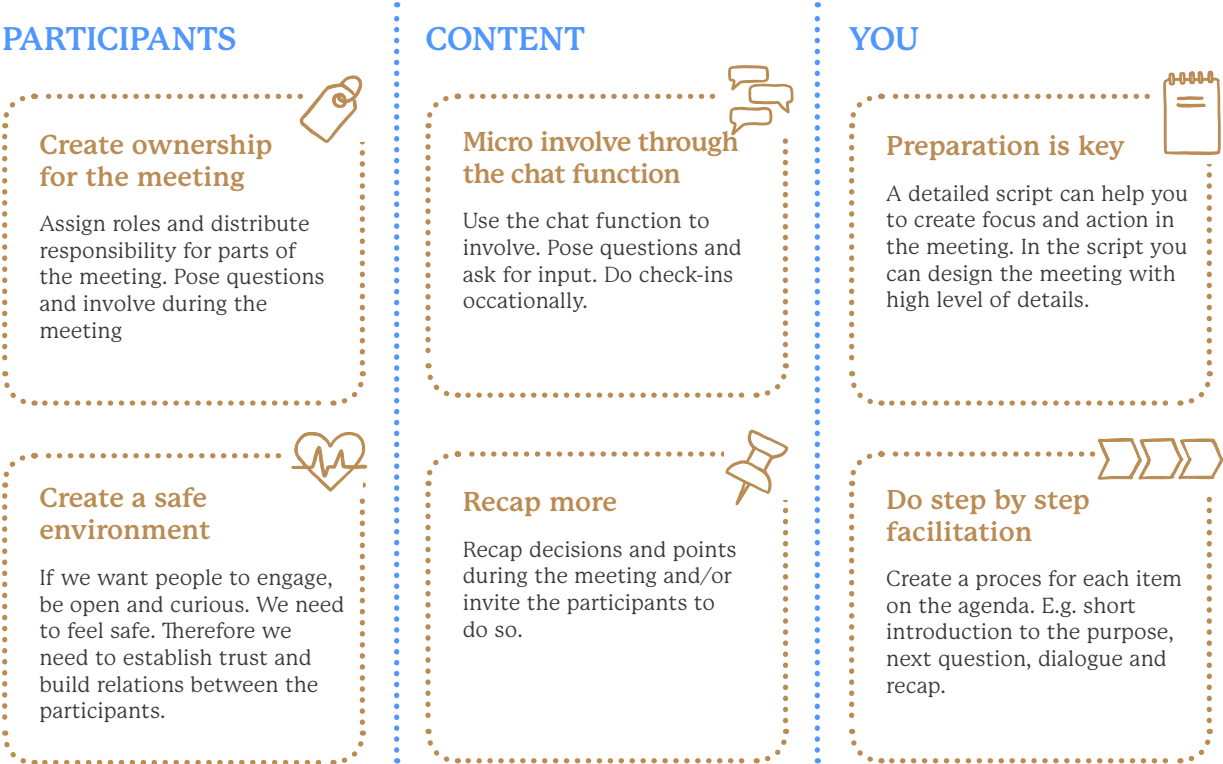 PARTICIPANTS
Create ownership
for the meeting
Assign roles and distribute
responsibility for parts of
the meeting. Pose questions
and involve during the
meeting
Create a safe
environment
If we want people to engage,
be open and curious. We need
to feel safe. Therefore we
need to establish trust and
build relations between the
participants.
CONTENT
Micro involve through
the chat function
Use the chat function to
involve. Pose questions and
ask for input. Do check-ins
occationally.
Recap more
Recap decisions and points
during the meeting and/or
invite the participants to
do so.
YOU
Preparation is key
A detailed script can help you
to create focus and action in
the meeting. In the script you
can design the meeting with
high level of details.
Do step by step
facilitation
Create a proces for each item
on the agenda. E.g. short
introduction to the purpose,
next question, dialogue and
recap.